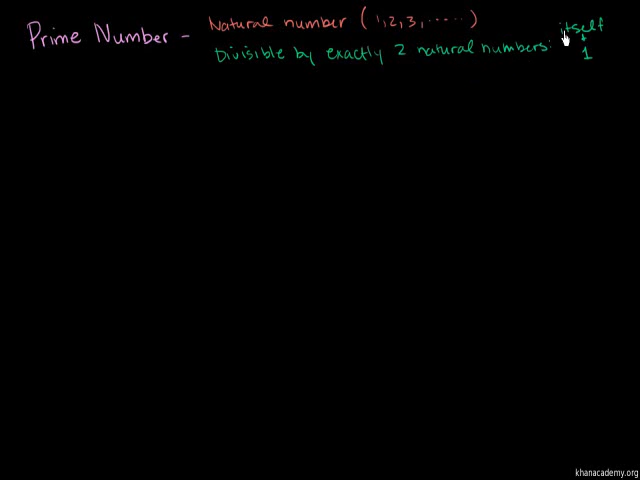 Prime Number - Natural number (1,2,3,.....)
Divisible by exactly 2 natural numbers: itself
+
1
khanacademy.org